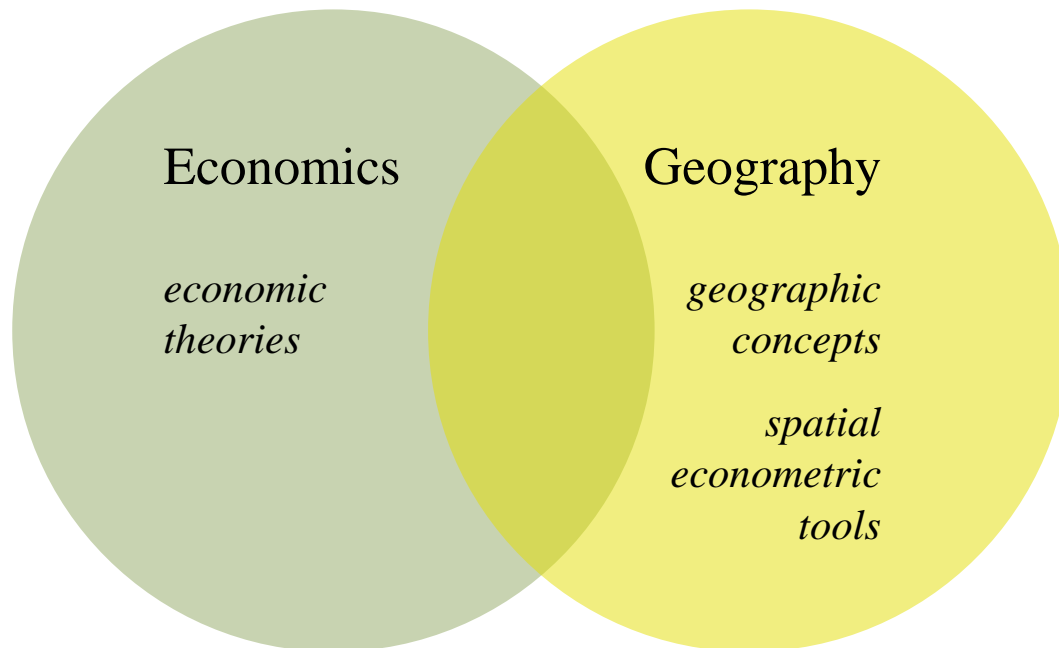 Economics
economic
theories
Geography
geographic
concepts
spatial
econometric
tools